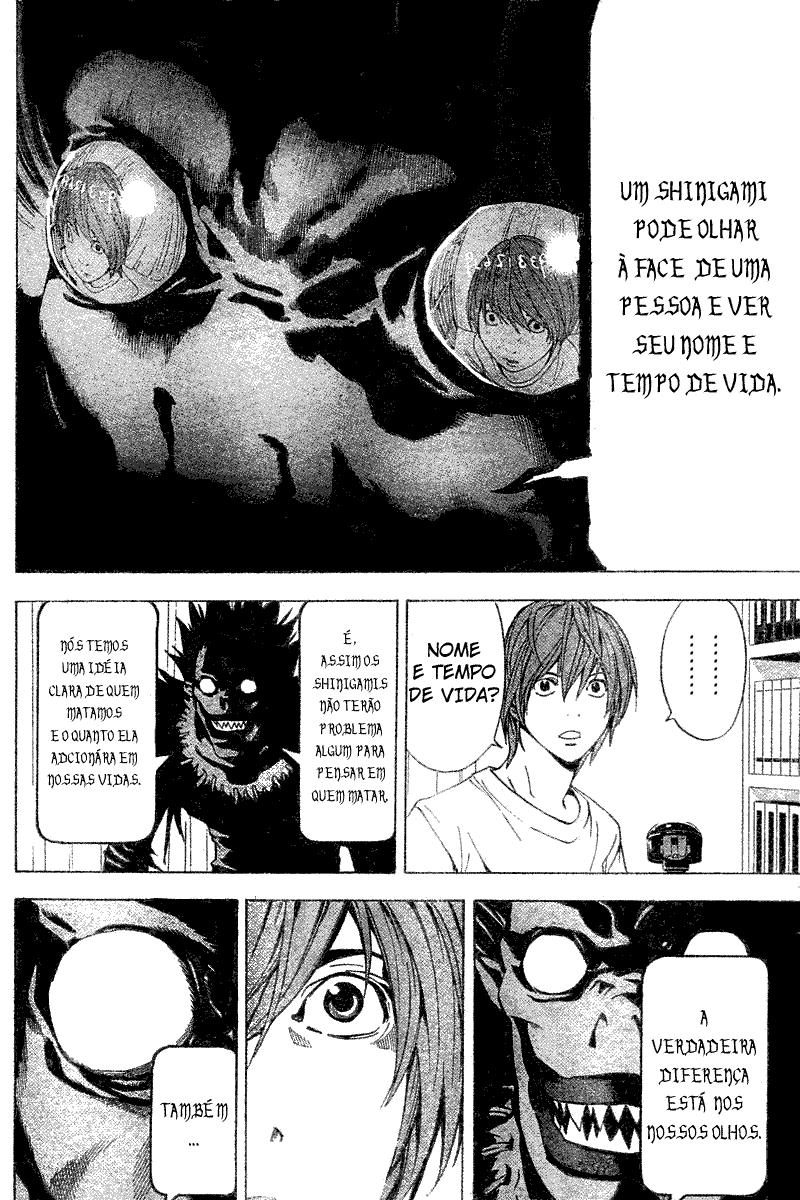 UM SHINIGAMI
PODE OLHAR
À FACE DE UMA
PESSOA E VER
SEU NOME E
TEMPO DE VIDA.
.......
.......
NOME
E TEMPO
DE VIDA?
É,
ASSIM OS
SHINIGAMIS
NÃO TERÃO
PROBLEMA
ALGUM PARA
PENSAR EM
QUEM MATAR.
NÓS TEMOS
UMA IDÉIA
CLARA DE QUEM
MATAMOS
E O QUANTO ELA
ADCIONÁRA EM
NOSSAS VIDAS.
A
VERDADEIRA
DIFERENÇA
ESTÁ NOS
NOSSOS OLHOS.
TAMBÉM
...